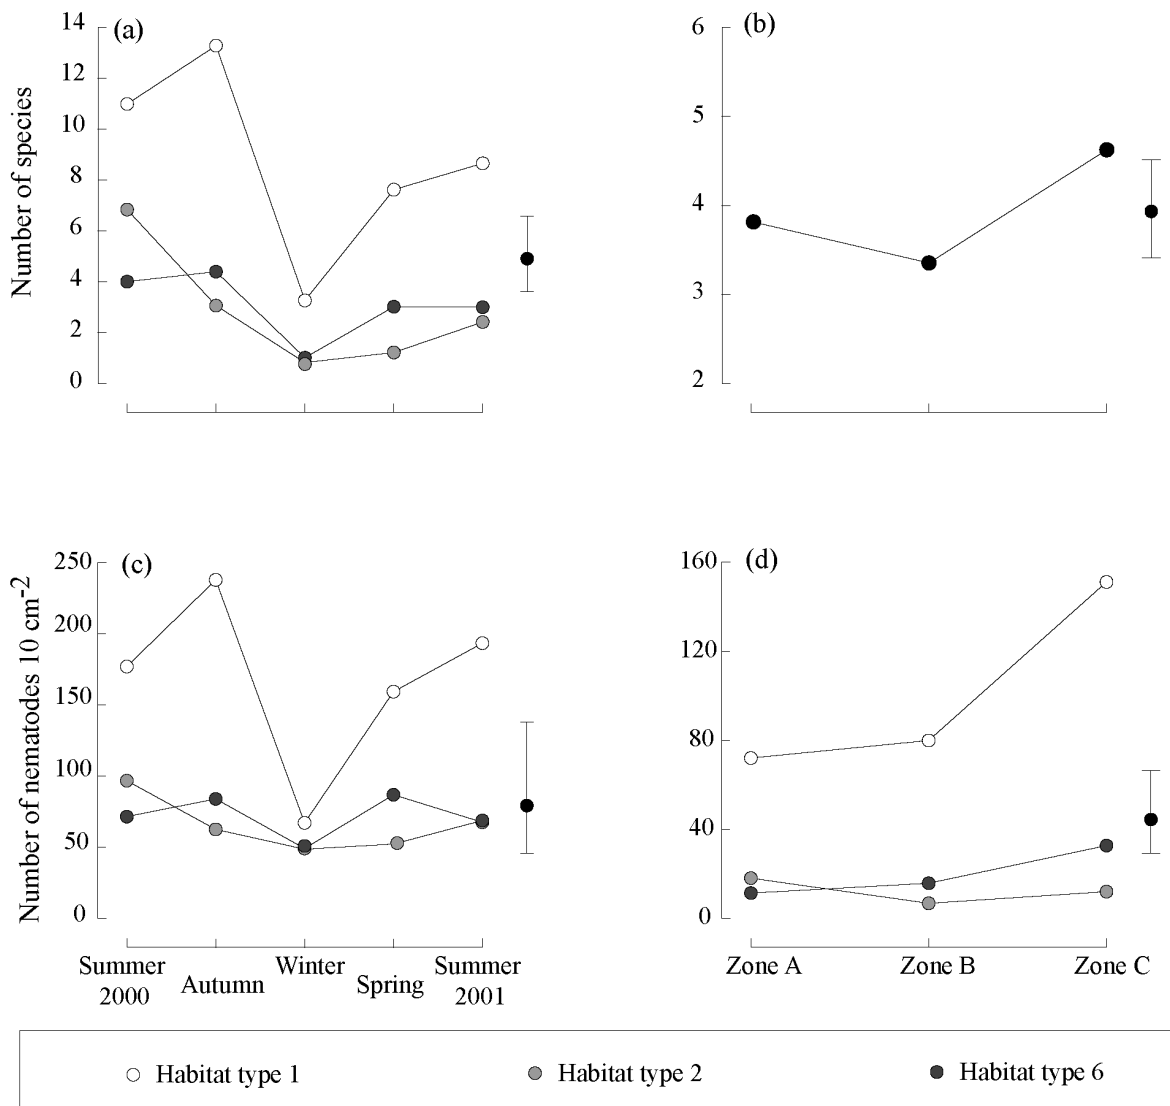 (a)
Number of species
14
12
10
8
6
4
2
0
(b)
6
5
4
3
2
(c)
Number of nematodes 10 cm-2
250
200
150
100
50
0
Summer
2000
Autumn
Winter
Spring
Summer
2001
(d)
160
120
80
40
0
Zone A
Zone B
Zone C
Habitat type 1
Habitat type 2
Habitat type 6